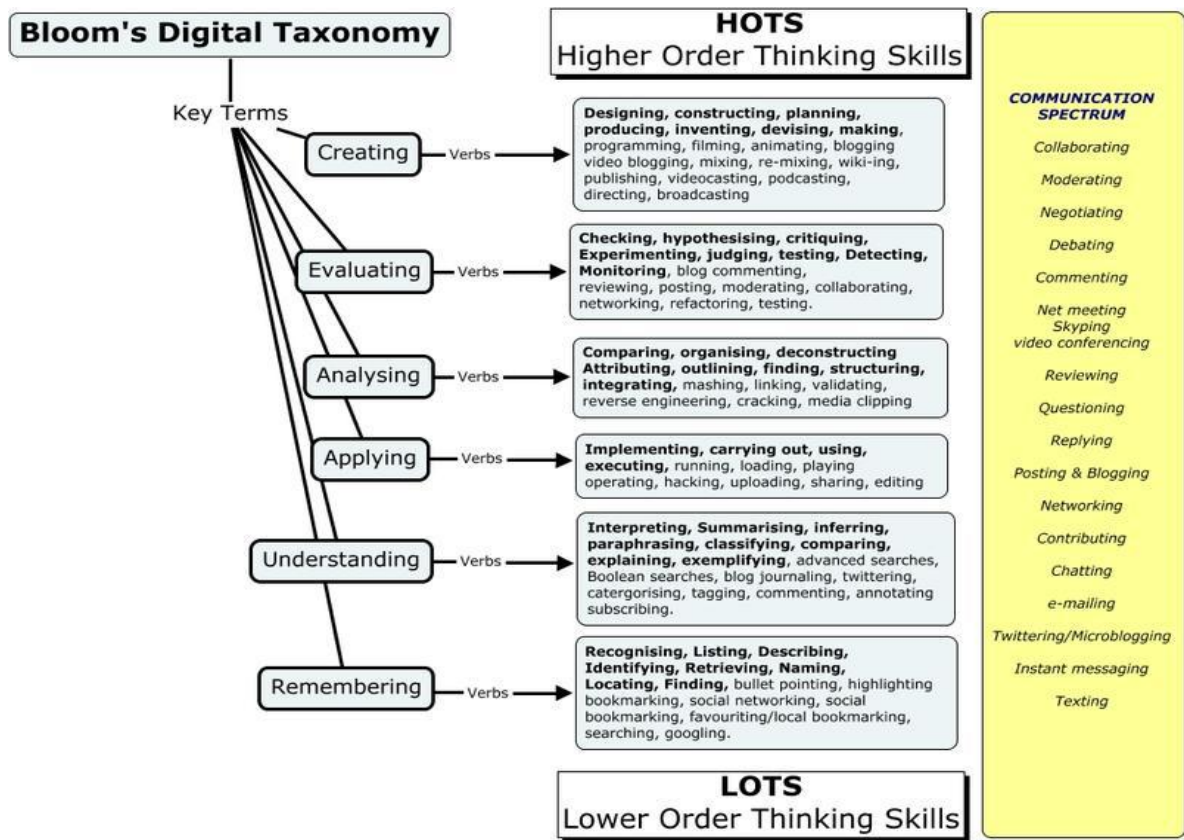 Bloom's Digital Taxonomy
Key Terms
HOTS
Higher Order Thinking Skills
Creating
Verbs
Designing, constructing, planning,
producing, inventing, devising, making,
programming, filming, animating, blogging
video blogging, mixing, re-mixing, wiki-ing,
publishing, videocasting, podcasting,
directing, broadcasting
Evaluating
Verbs
Checking, hypothesising, critiquing,
Experimenting, judging, testing, Detecting,
Monitoring, blog commenting,
reviewing, posting, moderating, collaborating,
networking, refactoring, testing.
Analysing
Verbs
Comparing, organising, deconstructing
Attributing, outlining, finding, structuring,
integrating, mashing, linking, validating,
reverse engineering, cracking, media clipping
Applying
Verbs
Implementing, carrying out, using,
executing, running, loading, playing
operating, hacking, uploading, sharing, editing
Understanding
Verbs
Interpreting, Summarising, inferring,
paraphrasing, classifying, comparing,
explaining, exemplifying, advanced searches,
Boolean searches, blog journaling, twittering,
catergorising, tagging, commenting, annotating
subscribing.
Remembering
Verbs
Recognising, Listing, Describing,
Identifying, Retrieving, Naming,
Locating, Finding, bullet pointing, highlighting
bookmarking, social networking, social
bookmarking, favouriting/local bookmarking,
searching, googling.
LOTS
Lower Order Thinking Skills
COMMUNICATION
SPECTRUM
Collaborating
Moderating
Negotiating
Debating
Commenting
Net meeting
Skyping
video conferencing
Reviewing
Questioning
Replying
Posting & Blogging
Networking
Contributing
Chatting
e-mailing
Twittering/Microblogging
Instant messaging
Texting